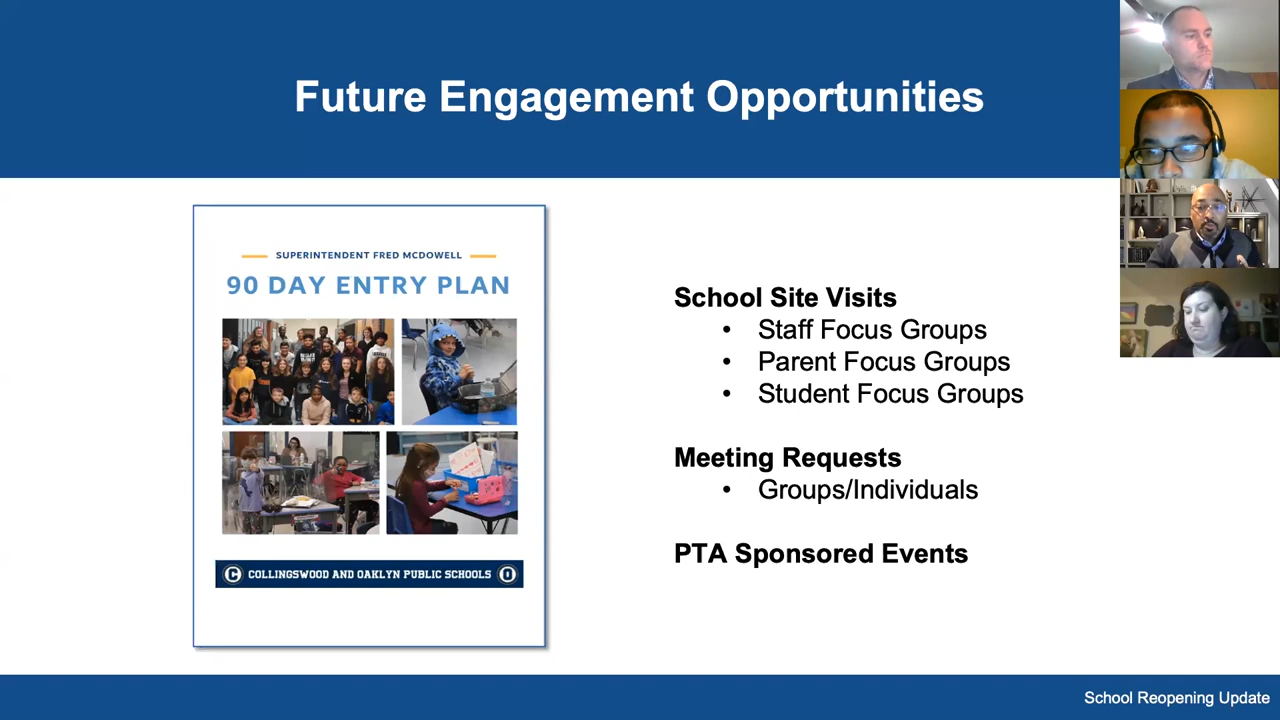 Future Engagement Opportunities
SUPERINTENDENT FRED MCDOWELL
90 DAY ENTRY PLAN
C COLLINGSWOOD AND OAKLYN PUBLIC SCHOOLS O
School Site Visits
• Staff Focus Groups
• Parent Focus Groups
• Student Focus Groups
Meeting Requests
• Groups/Individuals
PTA Sponsored Events
School Reopening Update